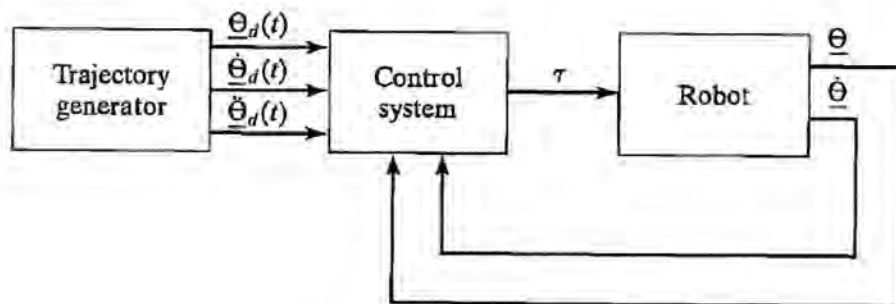 Trajectory
generator
Θ_d(t)
Θ̇_d(t)
Θ̈_d(t)
Control
system
τ
Robot
Θ
Θ̇